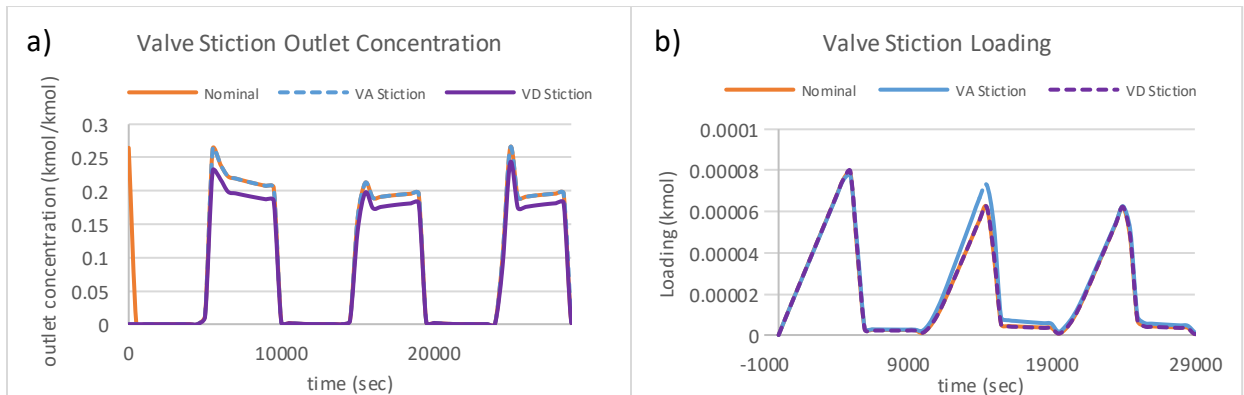 a)
Valve Stiction Outlet Concentration
Nominal
VA Stiction
VD Stiction
outlet concentration (kmol/kmol)
0.3
0.25
0.2
0.15
0.1
0.05
0
0 10000 20000
time (sec)
b)
Valve Stiction Loading
Nominal
VA Stiction
VD Stiction
Loading (kmol)
0.0001
0.00008
0.00006
0.00004
0.00002
0
-1000 9000 19000 29000
time (sec)